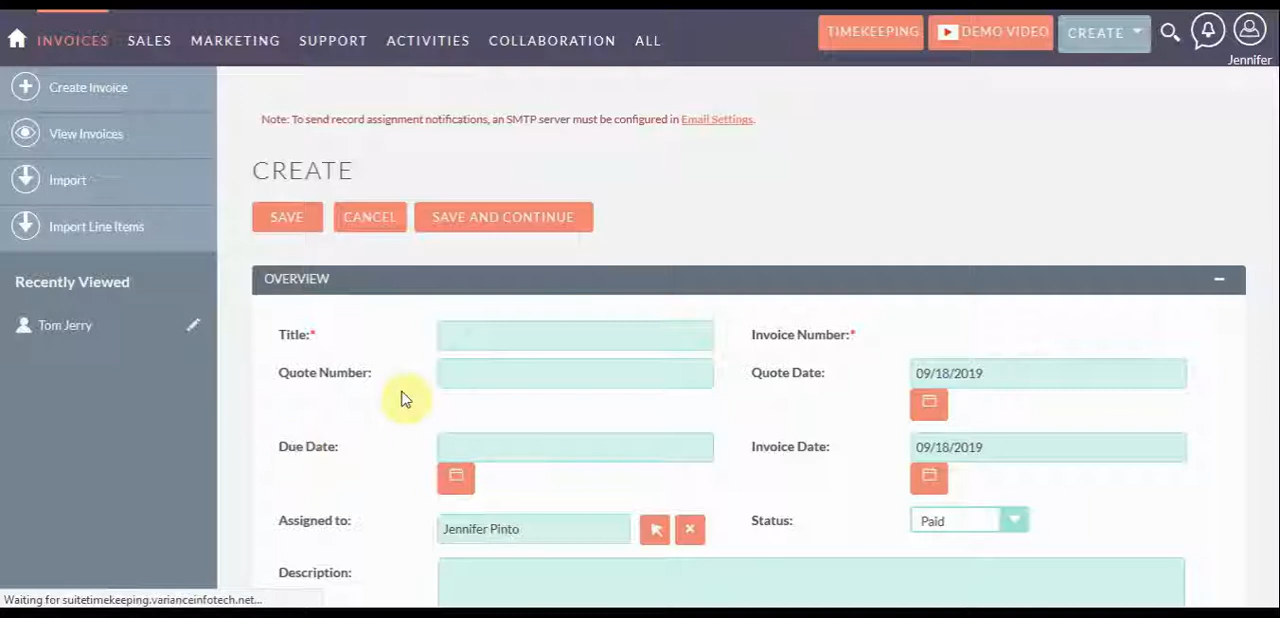 INVOICES SALES MARKETING SUPPORT ACTIVITIES COLLABORATION ALL TIMEKEEPING DEMO VIDEO CREATE
Jennifer
Create Invoice
View Invoices
Import
Import Line Items
Recently Viewed
Tom Jerry
Note: To send record assignment notifications, an SMTP server must be configured in Email Settings.
CREATE
SAVE CANCEL SAVE AND CONTINUE
OVERVIEW
Title:* Invoice Number:*
Quote Number: Quote Date: 09/18/2019
Due Date: Invoice Date: 09/18/2019
Assigned to: Jennifer Pinto Status: Paid
Description:
Waiting for suitetimekeeping.varianceinfotech.net...